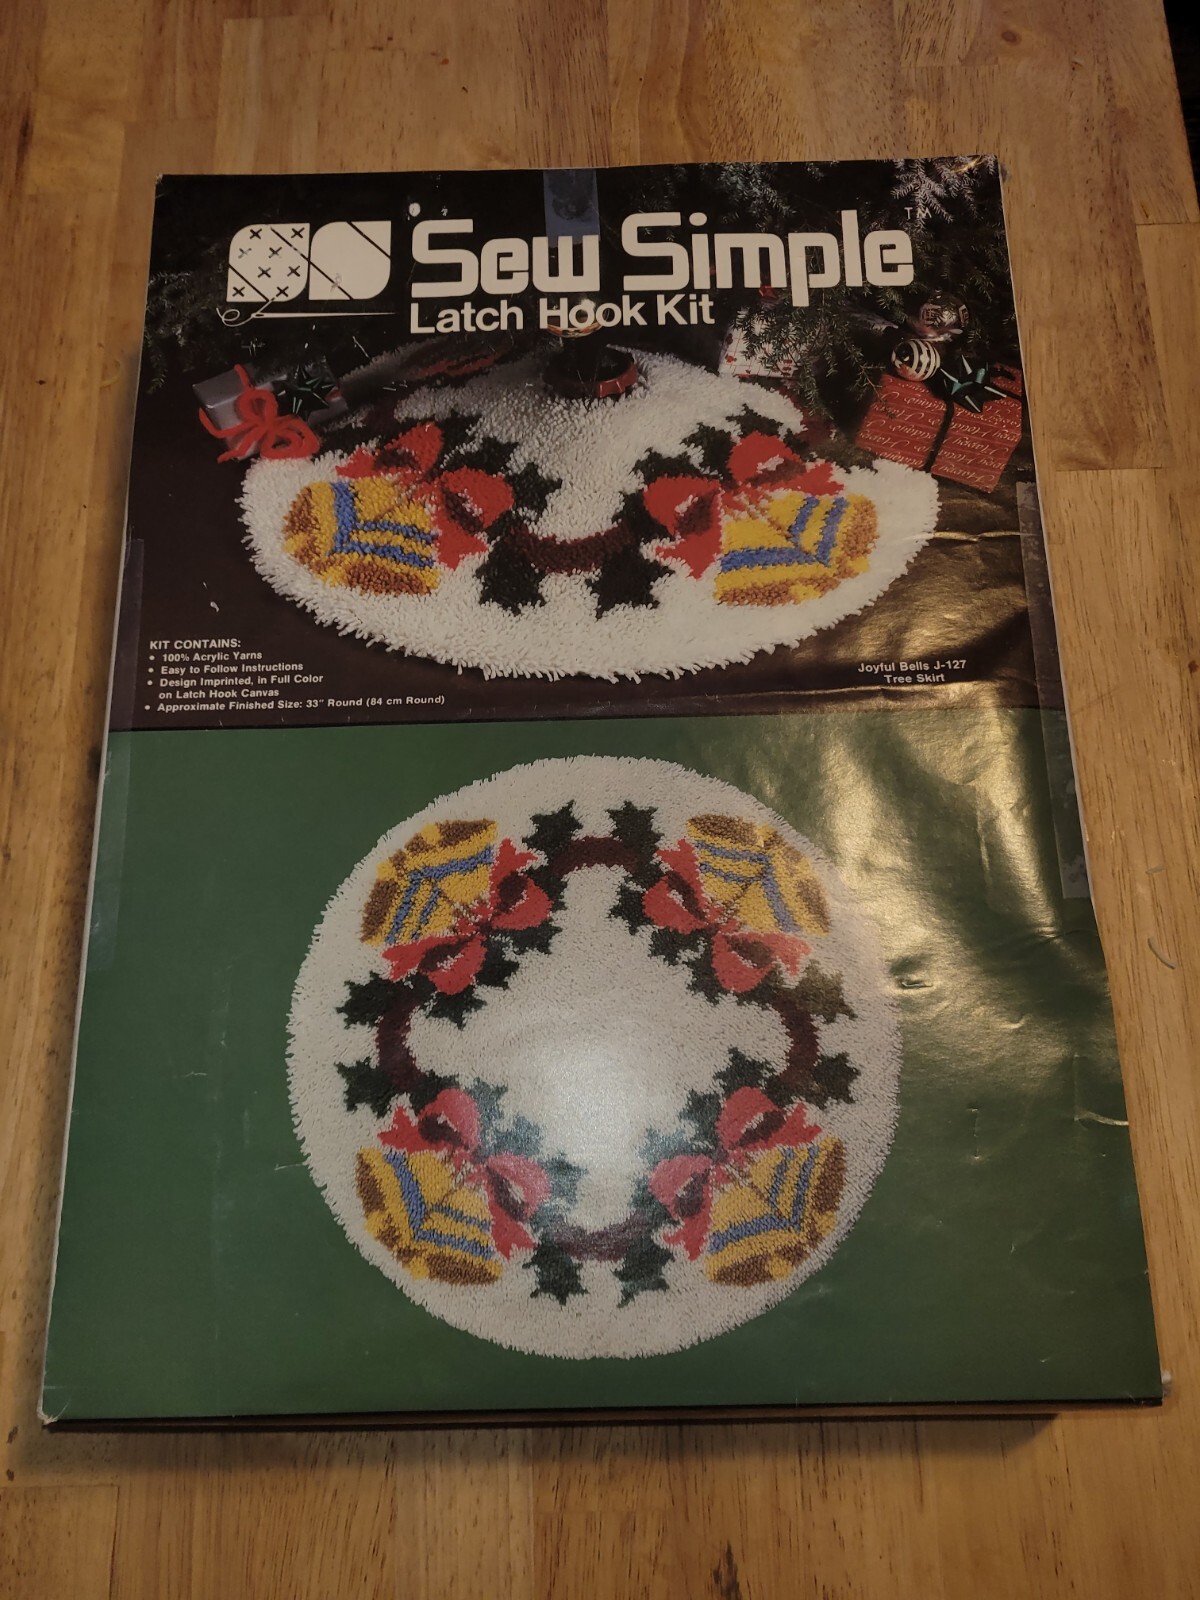 Sew Simple™
Latch Hook Kit
KIT CONTAINS:
• 100% Acrylic Yarns
• Easy to Follow Instructions
• Design Imprinted, in Full Color
on Latch Hook Canvas
• Approximate Finished Size: 33" Round (84 cm Round)
Joyful Bells J-127
Tree Skirt